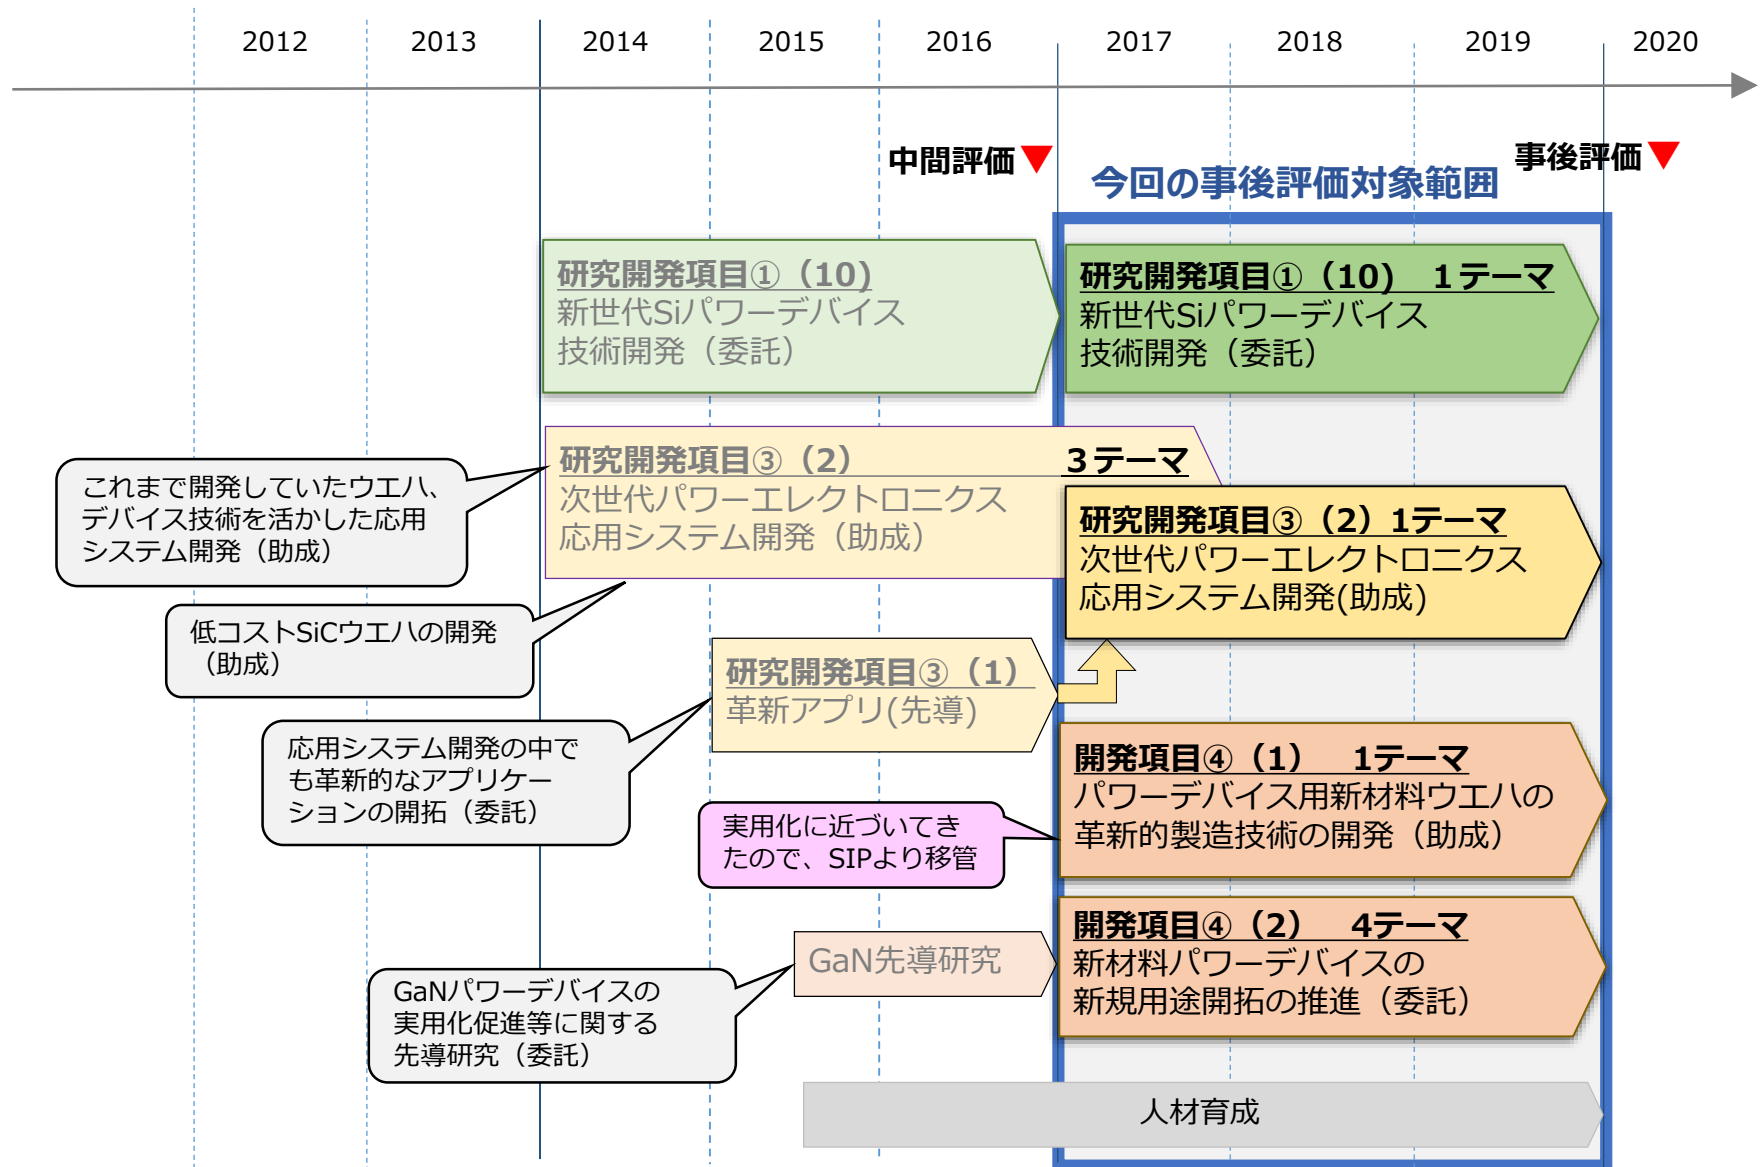 2012
2013
2014
2015
2016
2017
2018
2019
2020
中間評価
事後評価
今回の事後評価対象範囲
研究開発項目①（10)
新世代Siパワーデバイス
技術開発（委託）
研究開発項目①（10)　１テーマ
新世代Siパワーデバイス
技術開発（委託）
研究開発項目③（2）　３テーマ
次世代パワーエレクトロニクス
応用システム開発（助成）
これまで開発していたウエハ、
デバイス技術を活かした応用
システム開発（助成）
研究開発項目③（2）1テーマ
次世代パワーエレクトロニクス
応用システム開発(助成)
低コストSiCウエハの開発
（助成）
研究開発項目③（1）
革新アプリ(先導)
応用システム開発の中で
も革新的なアプリケー
ションの開拓（委託）
開発項目④（1）　1テーマ
パワーデバイス用新材料ウエハの
革新的製造技術の開発（助成）
実用化に近づいてき
たので、SIPより移管
開発項目④（2）　4テーマ
新材料パワーデバイスの
新規用途開拓の推進（委託）
GaN先導研究
GaNパワーデバイスの
実用化促進等に関する
先導研究（委託）
人材育成